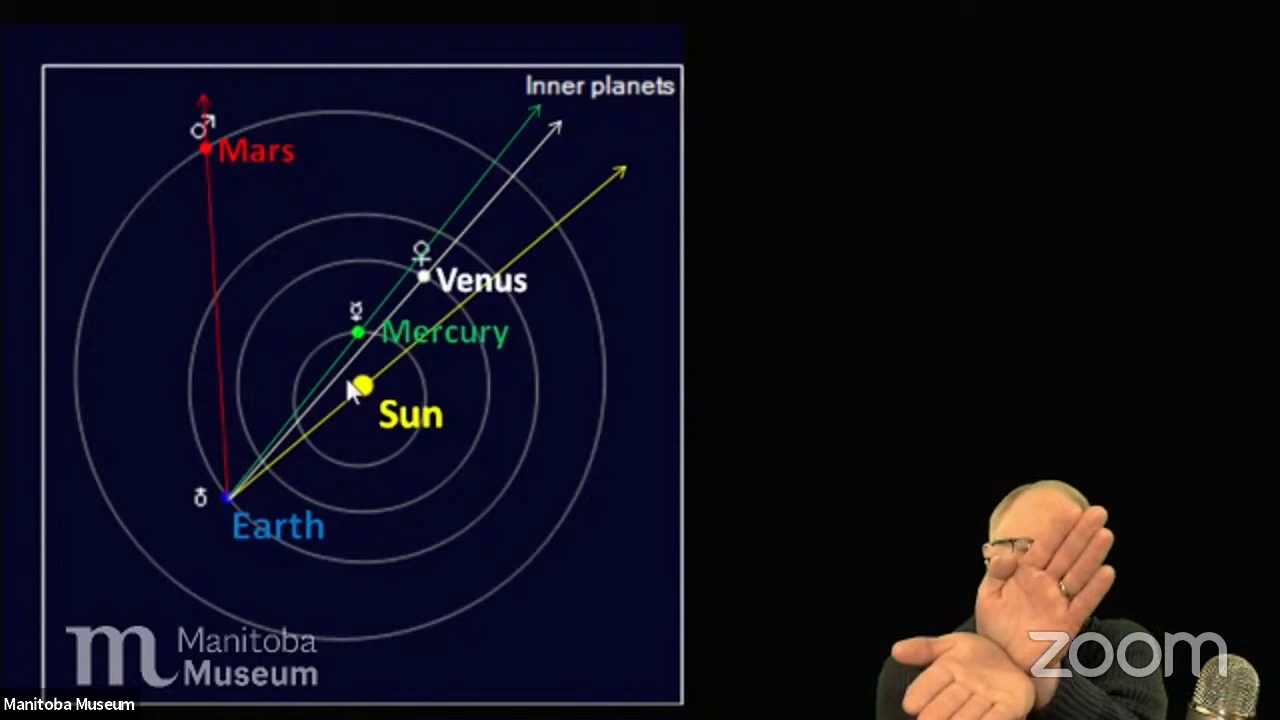 Inner planets
Mars
Venus
Mercury
Sun
Earth
Manitoba
Museum
Manitoba Museum
zoom